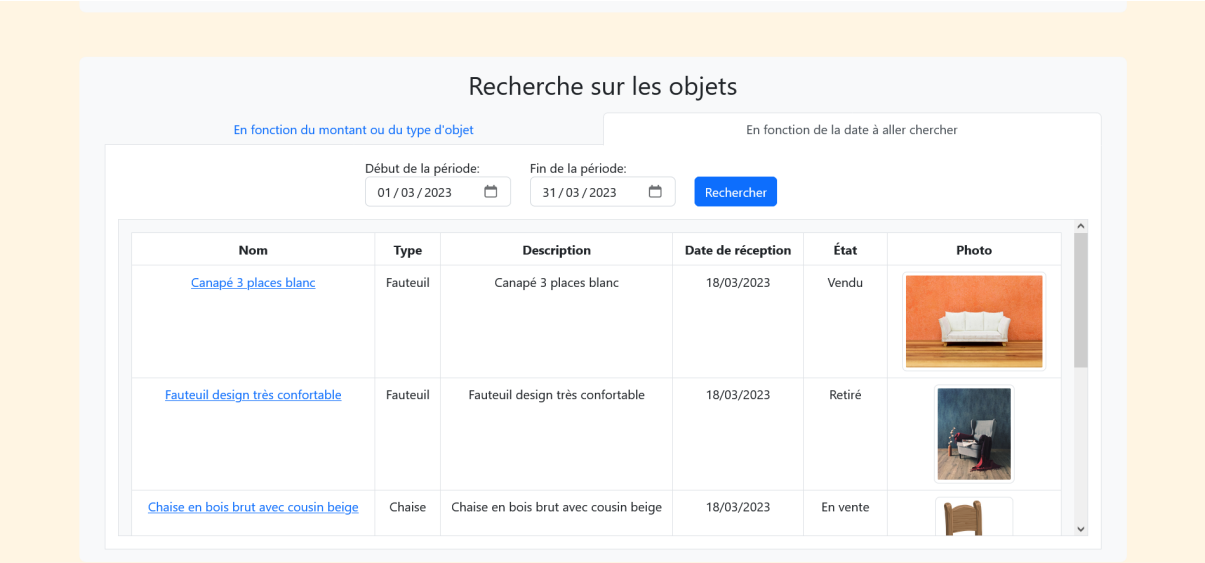 Recherche sur les objets
En fonction du montant ou du type d'objet
En fonction de la date à aller chercher
Début de la période:
Fin de la période:
01/03/2023
31/03/2023
Rechercher
Nom Type Description Date de réception État Photo
Canapé 3 places blanc Fauteuil Canapé 3 places blanc 18/03/2023 Vendu
Fauteuil design très confortable Fauteuil Fauteuil design très confortable 18/03/2023 Retiré
Chaise en bois brut avec cousin beige Chaise Chaise en bois brut avec cousin beige 18/03/2023 En vente